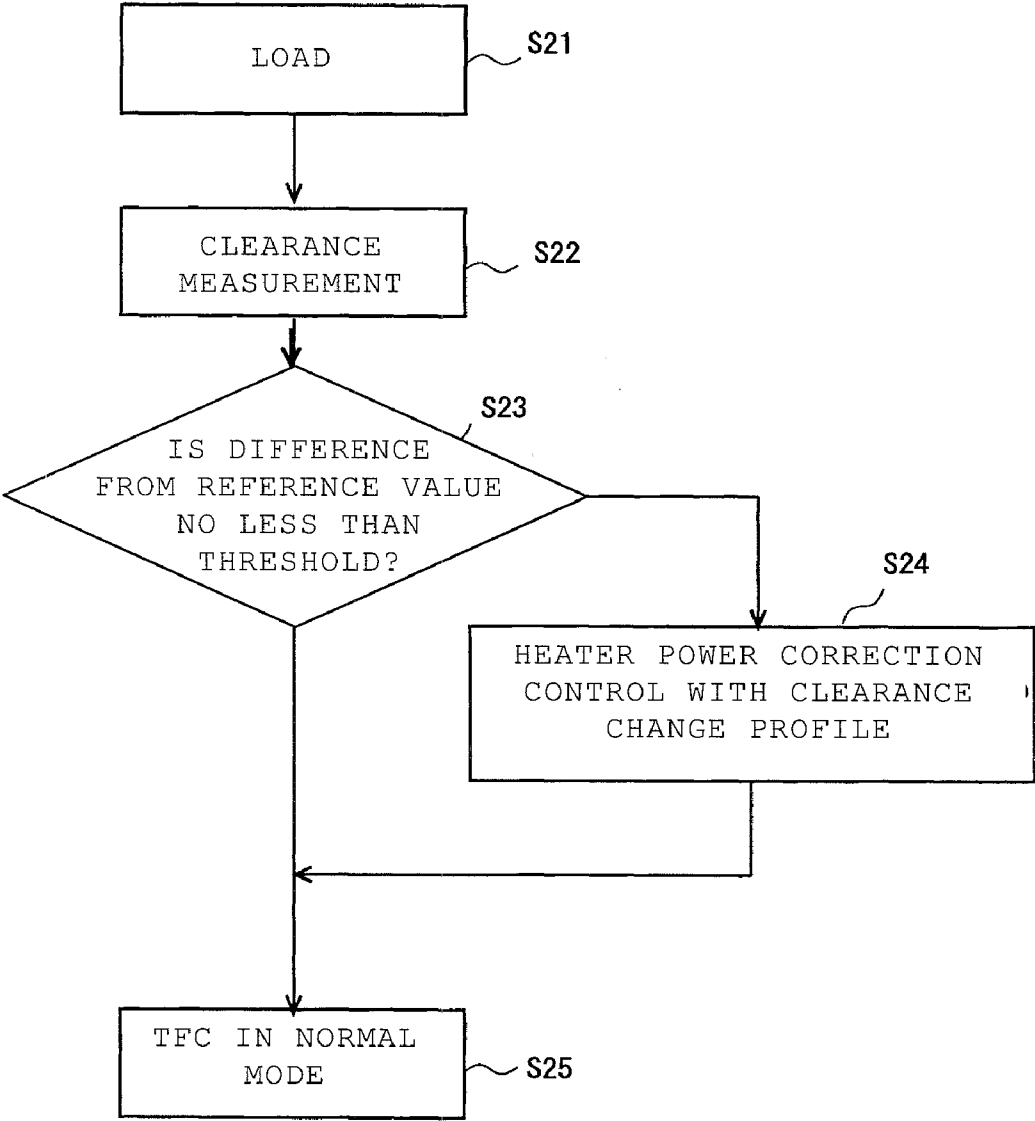 LOAD
S21
CLEARANCE
MEASUREMENT
S22
S23
IS DIFFERENCE
FROM REFERENCE VALUE
NO LESS THAN
THRESHOLD?
S24
HEATER POWER CORRECTION
CONTROL WITH CLEARANCE
CHANGE PROFILE
TFC IN NORMAL
MODE
S25